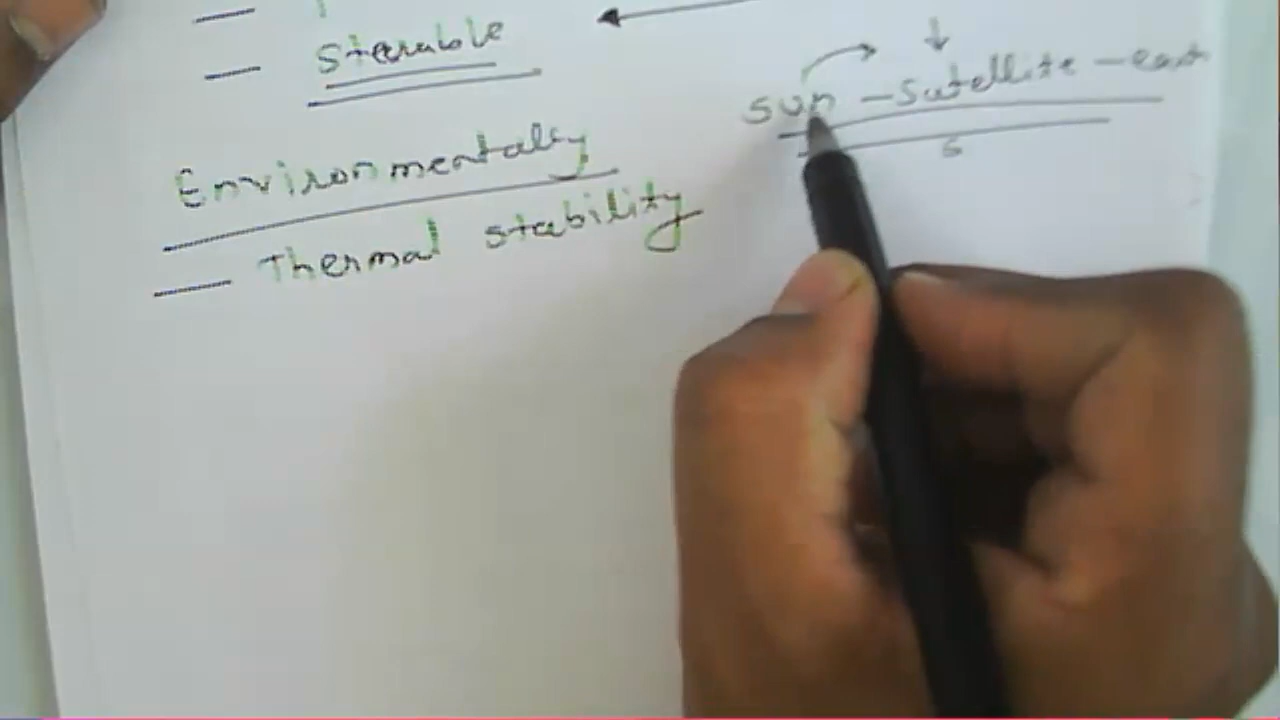 Steerable
sun - satellite - earth
Environmentally
Thermal stability